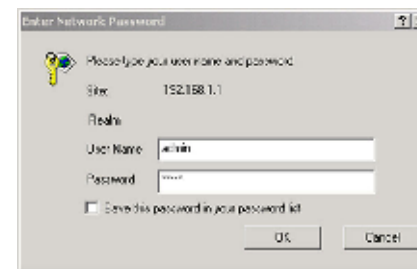 Enter Network Password
Please type your user name and password.
Site: 192.168.1.1
Realm
User Name admin
Password *****
Save this password in your password list
OK Cancel